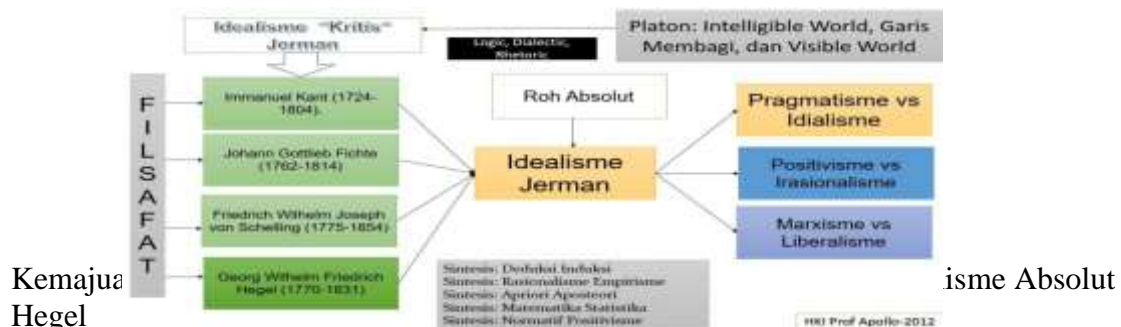 Idealisme "Kritis"
Jerman
Platon: Intelligible World, Garis
Membagi, dan Visible World
Logic, Dialectic,
Rhetoric
F
I
L
S
A
F
A
T
Immanuel Kant (1724-
1804).
Johann Gottlieb Fichte
(1762-1814)
Friedrich Wilhelm Joseph
von Schelling (1775-1854)
Georg Wilhelm Friedrich
Hegel (1770-1831)
Roh Absolut
Idealisme
Jerman
Pragmatisme vs
Idialisme
Positivisme vs
Irasionalisme
Marxisme vs
Liberalisme
Sintesis: Deduksi Induksi
Sintesis: Rasionalisme Empirisme
Sintesis: Apriori Aposteori
Sintesis: Matematika Statistika
Sintesis: Normatif Positivisme
HKI Prof Apollo-2012
Kemajua isme Absolut
Hegel